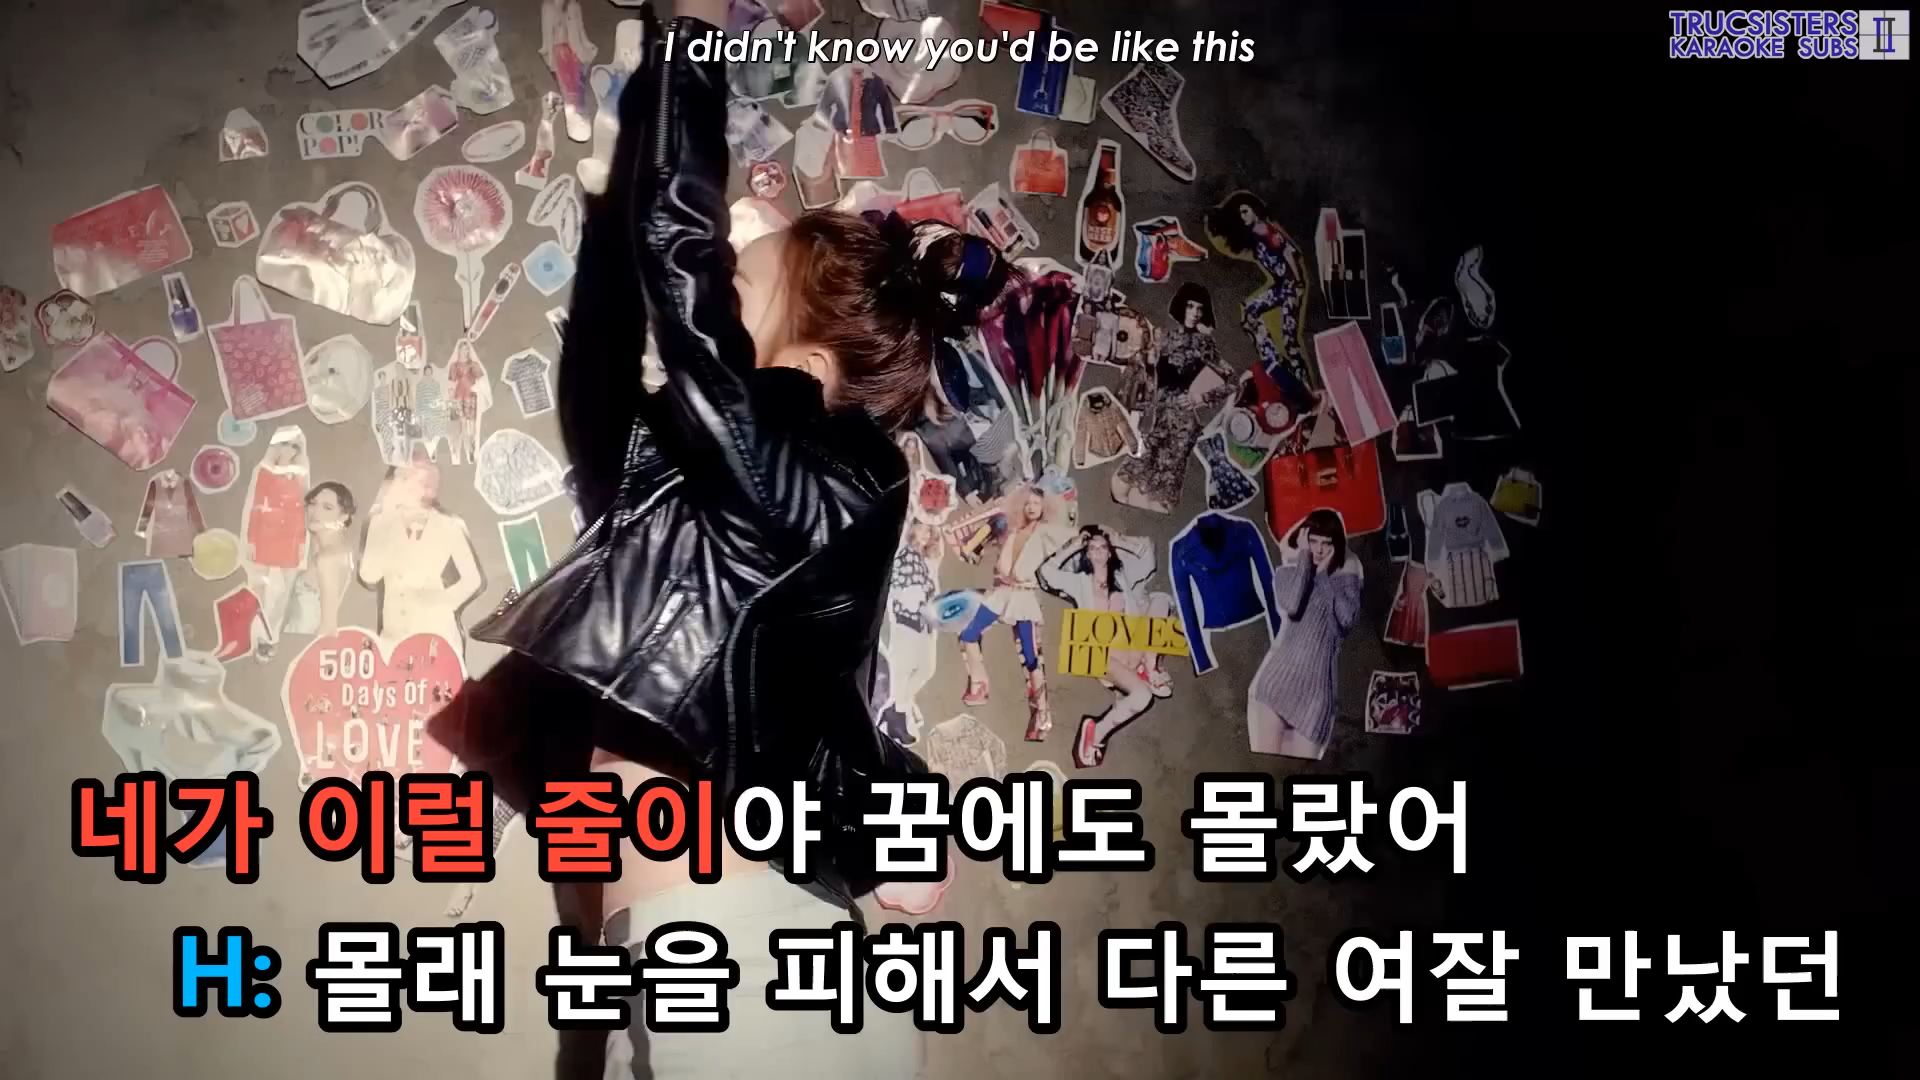 I didn't know you'd be like this
TRUCSISTERS
KARAOKE SUBS II
COLOR
POP!
LOVES
IT!
500
Days Of
LOVE
네가 이럴 줄이야 꿈에도 몰랐어
H: 몰래 눈을 피해서 다른 여잘 만났던